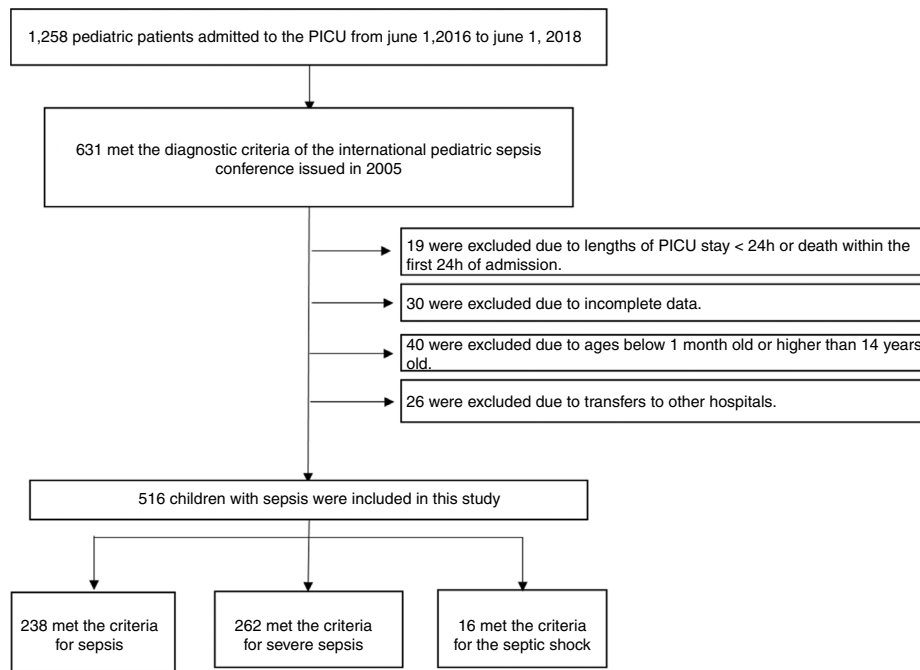 1,258 pediatric patients admitted to the PICU from june 1,2016 to june 1, 2018
631 met the diagnostic criteria of the international pediatric sepsis
conference issued in 2005
19 were excluded due to lengths of PICU stay < 24h or death within the
first 24h of admission.
30 were excluded due to incomplete data.
40 were excluded due to ages below 1 month old or higher than 14 years
old.
26 were excluded due to transfers to other hospitals.
516 children with sepsis were included in this study
238 met the criteria
for sepsis
262 met the criteria
for severe sepsis
16 met the criteria
for the septic shock